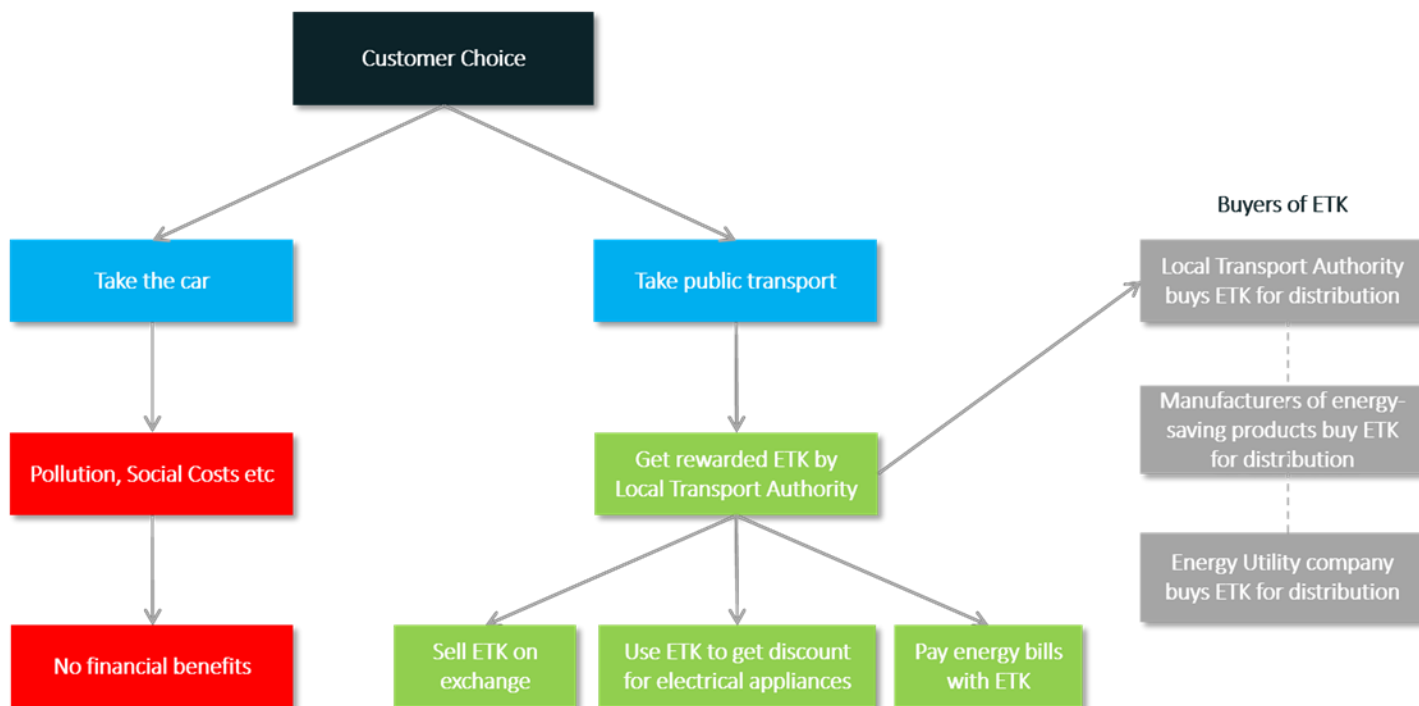 Customer Choice
Take the car
Take public transport
Pollution, Social Costs etc
Get rewarded ETK by
Local Transport Authority
No financial benefits
Sell ETK on
exchange
Use ETK to get discount
for electrical appliances
Pay energy bills
with ETK
Buyers of ETK
Local Transport Authority
buys ETK for distribution
Manufacturers of energy-
saving products buy ETK
for distribution
Energy Utility company
buys ETK for distribution